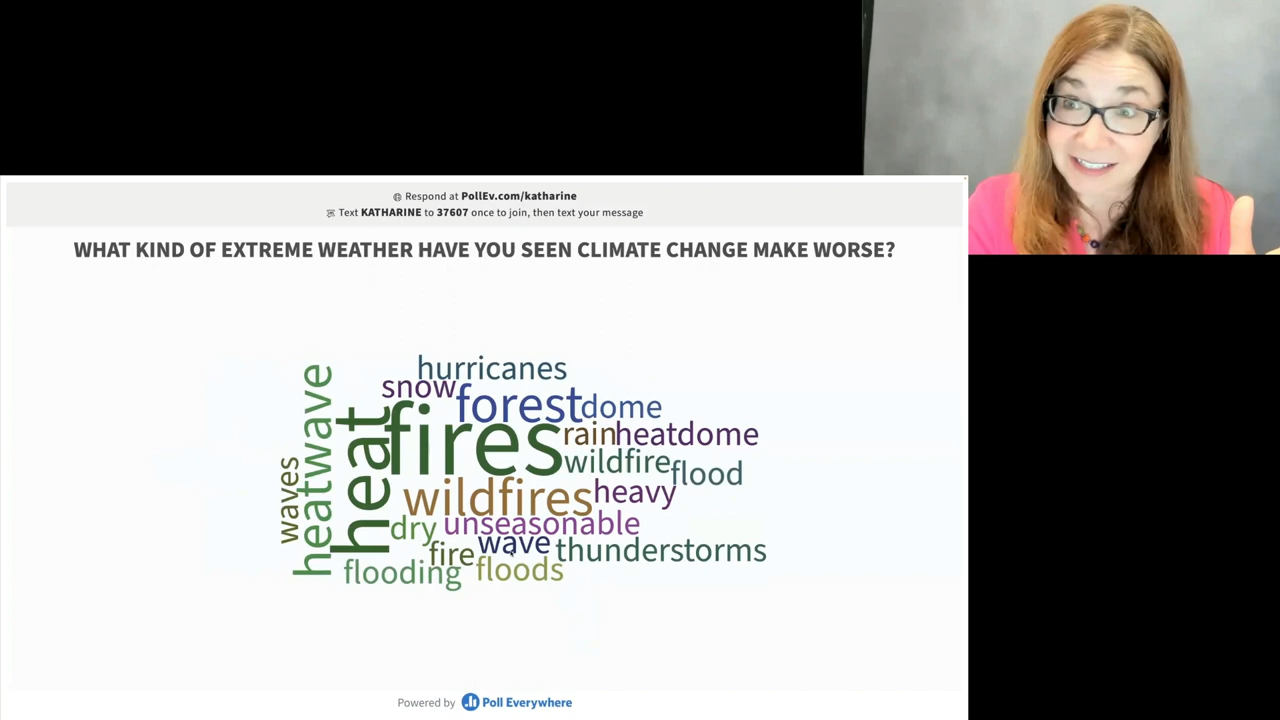 Respond at PollEv.com/katharine
Text KATHARINE to 37607 once to join, then text your message
WHAT KIND OF EXTREME WEATHER HAVE YOU SEEN CLIMATE CHANGE MAKE WORSE?
hurricanes
snow
forest
dome
heatwave
heat
fires
rain
heatdome
waves
wildfire
flood
wildfires
heavy
dry
unseasonable
fire
wave
thunderstorms
flooding
floods
Powered by Poll Everywhere